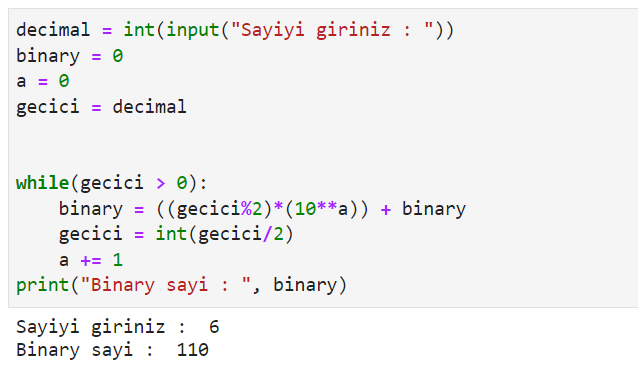 decimal = int(input("Sayiyi giriniz : "))
binary = 0
a = 0
gecici = decimal
while(gecici > 0):
    binary = ((gecici%2)*(10**a)) + binary
    gecici = int(gecici/2)
    a += 1
print("Binary sayi : ", binary)
Sayiyi giriniz :  6
Binary sayi :  110